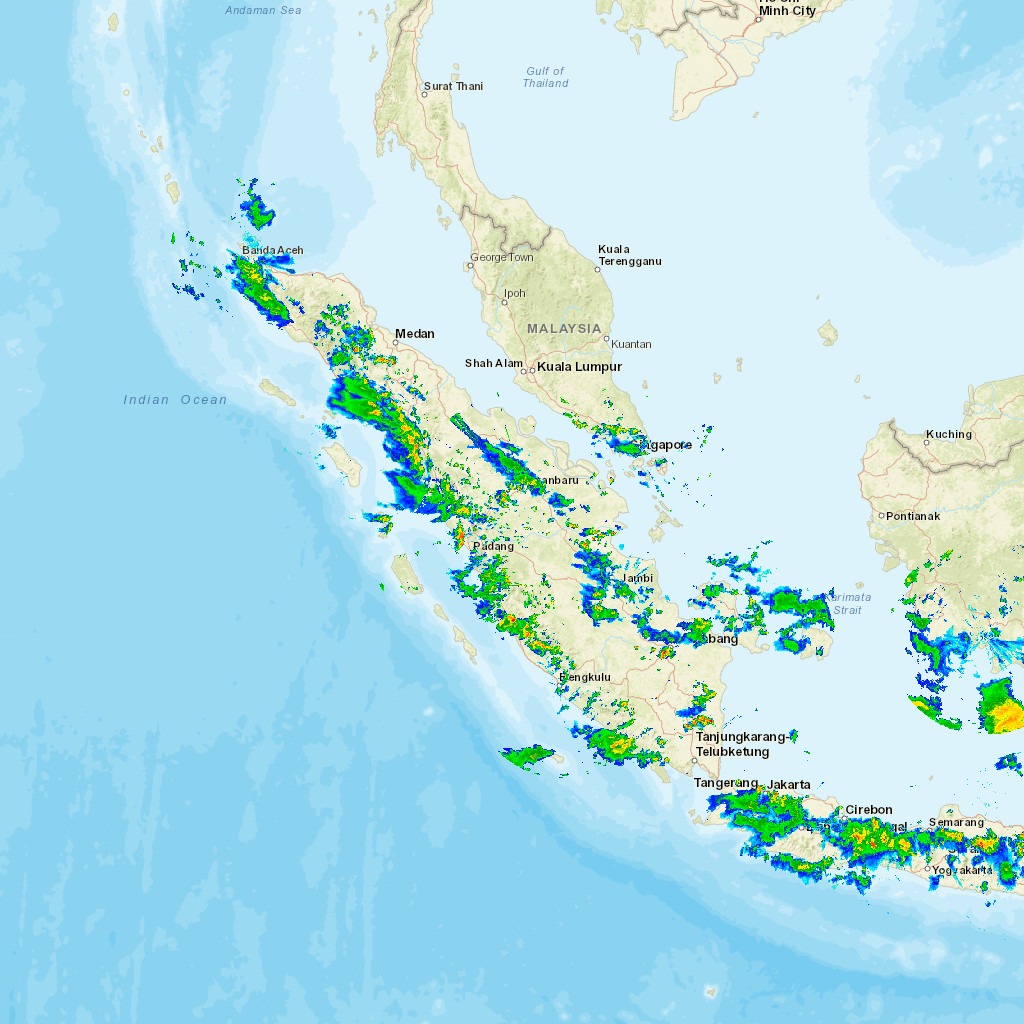 Andaman Sea
Minh City
Gulf of
Thailand
Surat Thani
Banda Aceh
George Town
Kuala
Terengganu
Ipoh
MALAYSIA
Medan
Kuantan
Shah Alam
Kuala Lumpur
Indian Ocean
Kuching
Pontianak
Padang
Jambi
Karimata
Strait
Bengkulu
Tanjungkarang-
Telubketung
Tangerang
Jakarta
Cirebon
Semarang
Yogyakarta